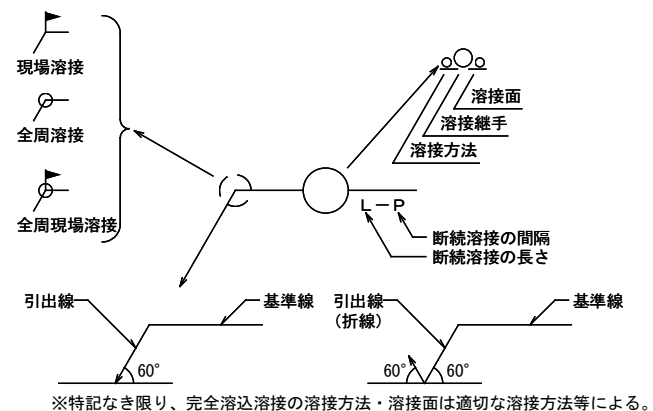 現場溶接
全周溶接
全周現場溶接
溶接面
溶接継手
溶接方法
L－P
断続溶接の間隔
断続溶接の長さ
引出線
基準線
60°
引出線
(折線)
基準線
60°
60°
※特記なき限り、完全溶込溶接の溶接方法・溶接面は適切な溶接方法等による。